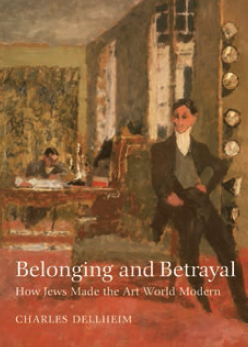 Belonging and Betrayal
How Jews Made the Art World Modern
CHARLES DELLHEIM